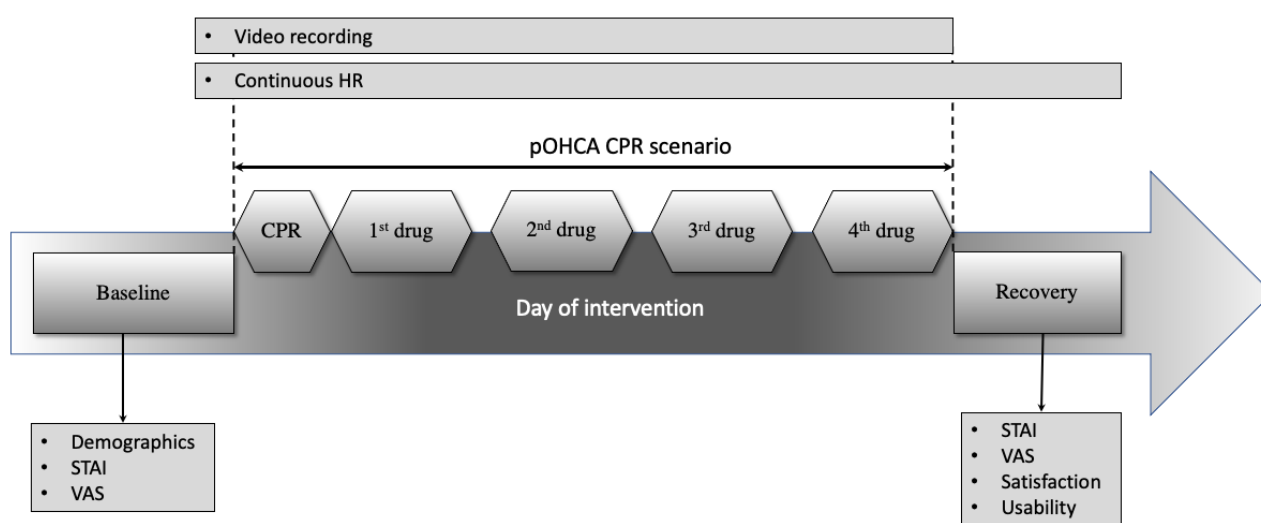 • Video recording
• Continuous HR
pOHCA CPR scenario
CPR
1st drug
2nd drug
3rd drug
4th drug
Baseline
Day of intervention
Recovery
• Demographics
• STAI
• VAS
• STAI
• VAS
• Satisfaction
• Usability